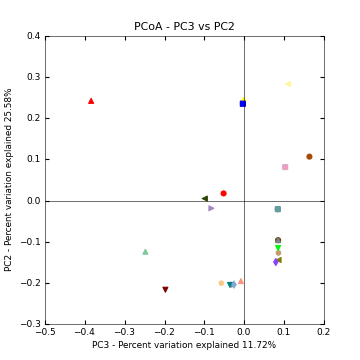 PCoA - PC3 vs PC2
PC2 - Percent variation explained 25.58%
0.4
0.3
0.2
0.1
0.0
−0.1
−0.2
−0.3
−0.5 −0.4 −0.3 −0.2 −0.1 0.0 0.1 0.2
PC3 - Percent variation explained 11.72%